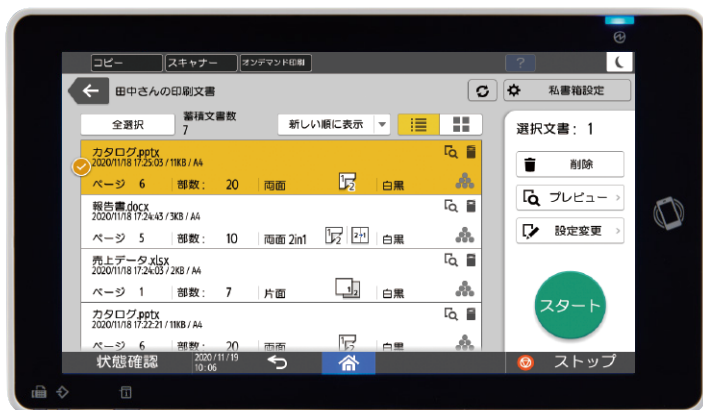 コピー
スキャナー
オンデマンド印刷
?
田中さんの印刷文書
私書箱設定
全選択
蓄積文書数
7
新しい順に表示
選択文書: 1
カタログ.pptx
2020/11/18 17:25:03 / 11KB / A4
ページ 6 部数: 20 両面 白黒
報告書.docx
2020/11/18 17:24:43 / 3KB / A4
ページ 5 部数: 10 両面 2in1 白黒
売上データ.xlsx
2020/11/18 17:24:03 / 2KB / A4
ページ 1 部数: 7 片面 白黒
カタログ.pptx
2020/11/18 17:22:21 / 11KB / A4
ページ 6 部数: 20 両面 白黒
削除
プレビュー
設定変更
スタート
状態確認
2020/11/19
10:06
ストップ